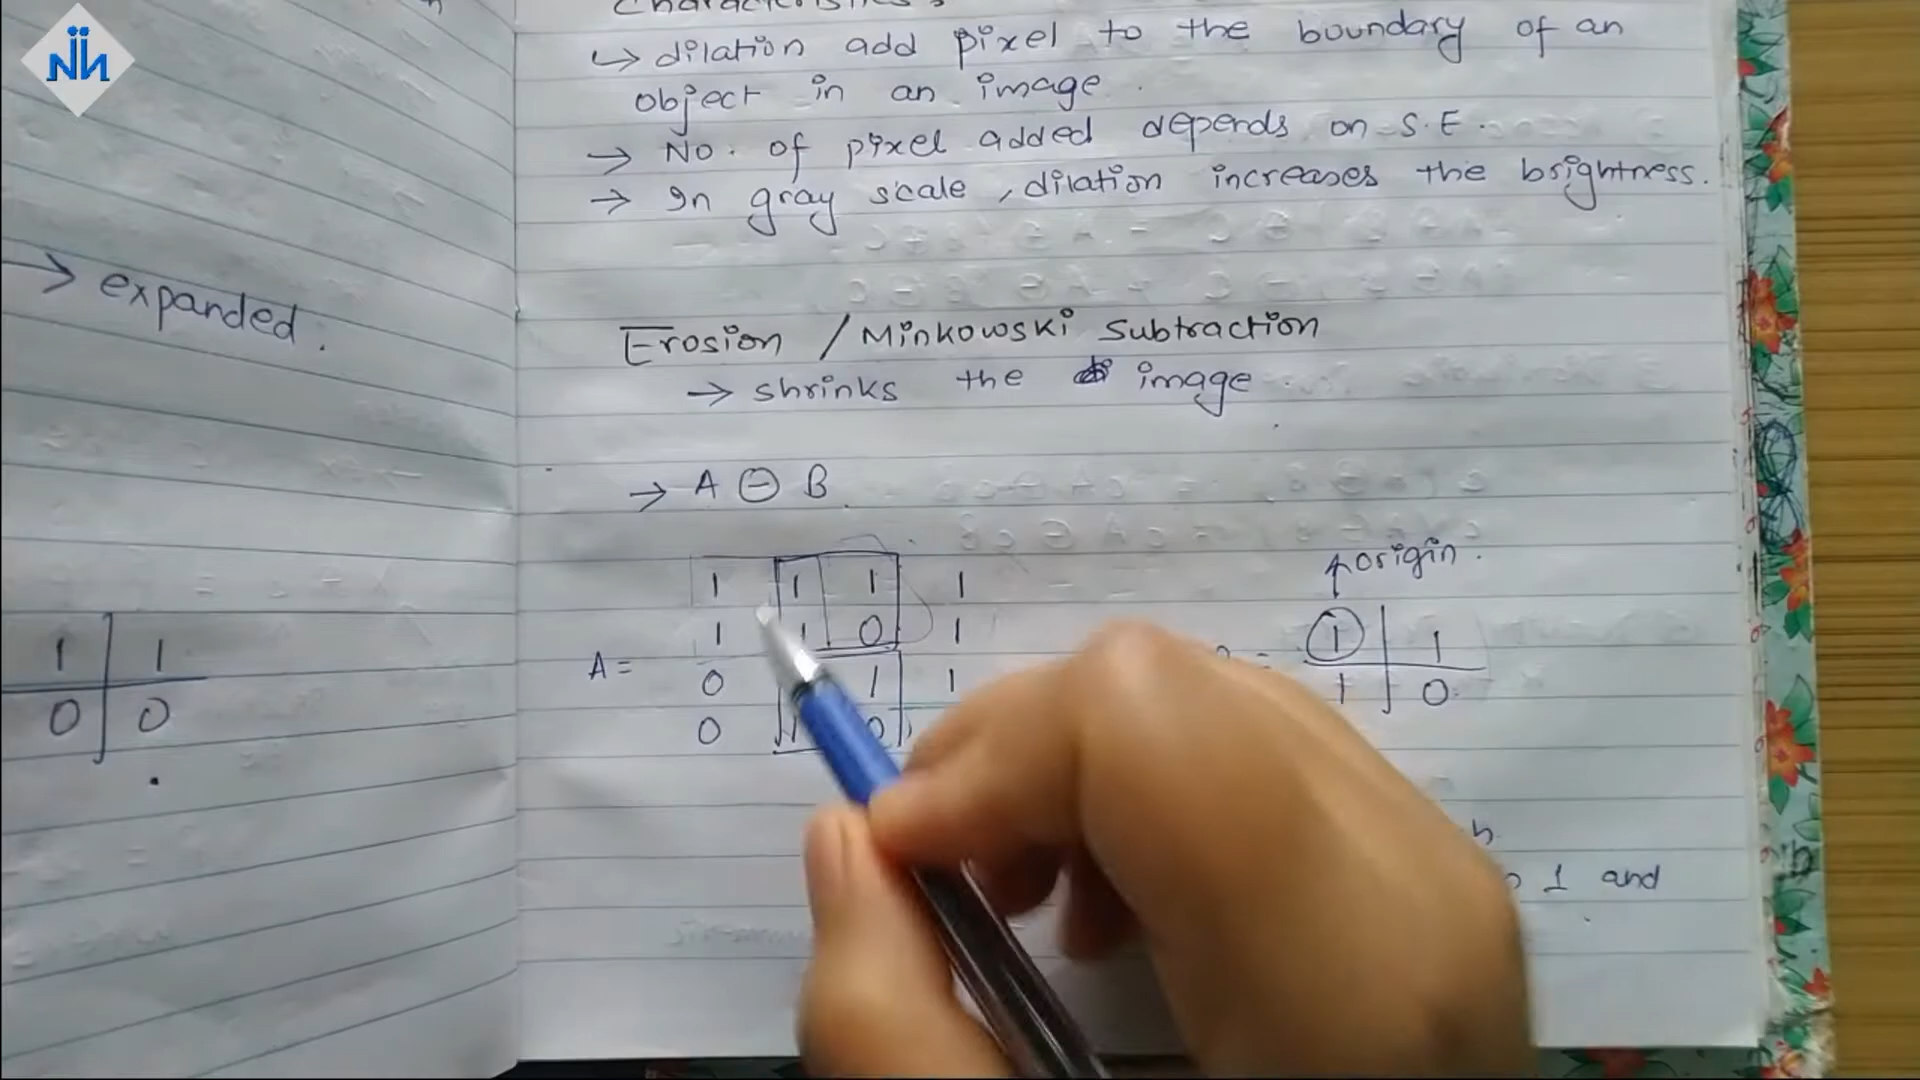 Characteristics:
↳ dilation add pixel to the boundary of an
object in an image.
→ No. of pixel added depends on S.E.
→ In gray scale, dilation increases the brightness.
→ expanded.
Erosion / Minkowski Subtraction
→ shrinks the image
→ A ⊖ B
↑ origin.
1 1 1 1
1 1 0 1
A =
0 1 1
0 1 0
1 1
1 0
1 1
0 0
1 and